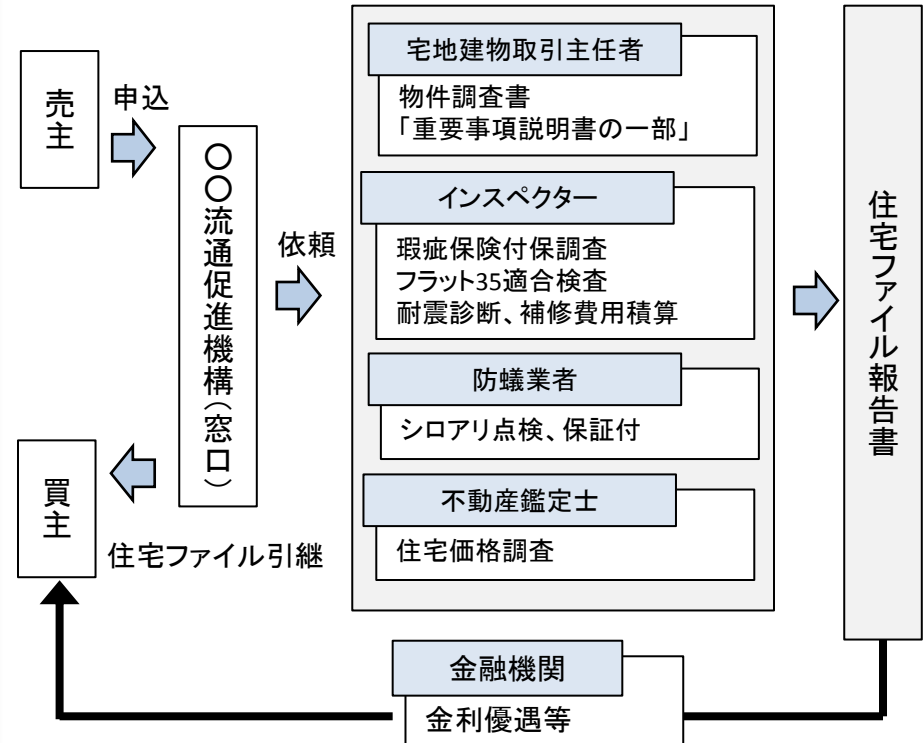 売主
申込
〇〇流通促進機構（窓口）
依頼
宅地建物取引主任者
物件調査書
「重要事項説明書の一部」
インスペクター
瑕疵保険付保調査
フラット35適合検査
耐震診断、補修費用積算
防蟻業者
シロアリ点検、保証付
不動産鑑定士
住宅価格調査
住宅ファイル報告書
買主
住宅ファイル引継
金融機関
金利優遇等